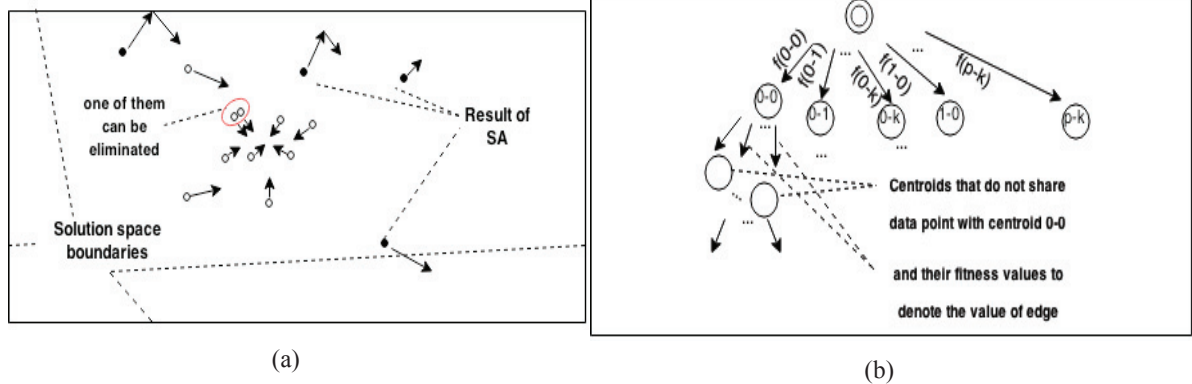 one of them
can be
eliminated
Result of
SA
Solution space
boundaries
(a)
f(0-0)
f(0-1)
...
f(0-k)
f(1-0)
...
f(p-k)
0-0
0-1
0-k
1-0
p-k
...
...
...
...
...
Centroids that do not share
data point with centroid 0-0
and their fitness values to
denote the value of edge
(b)